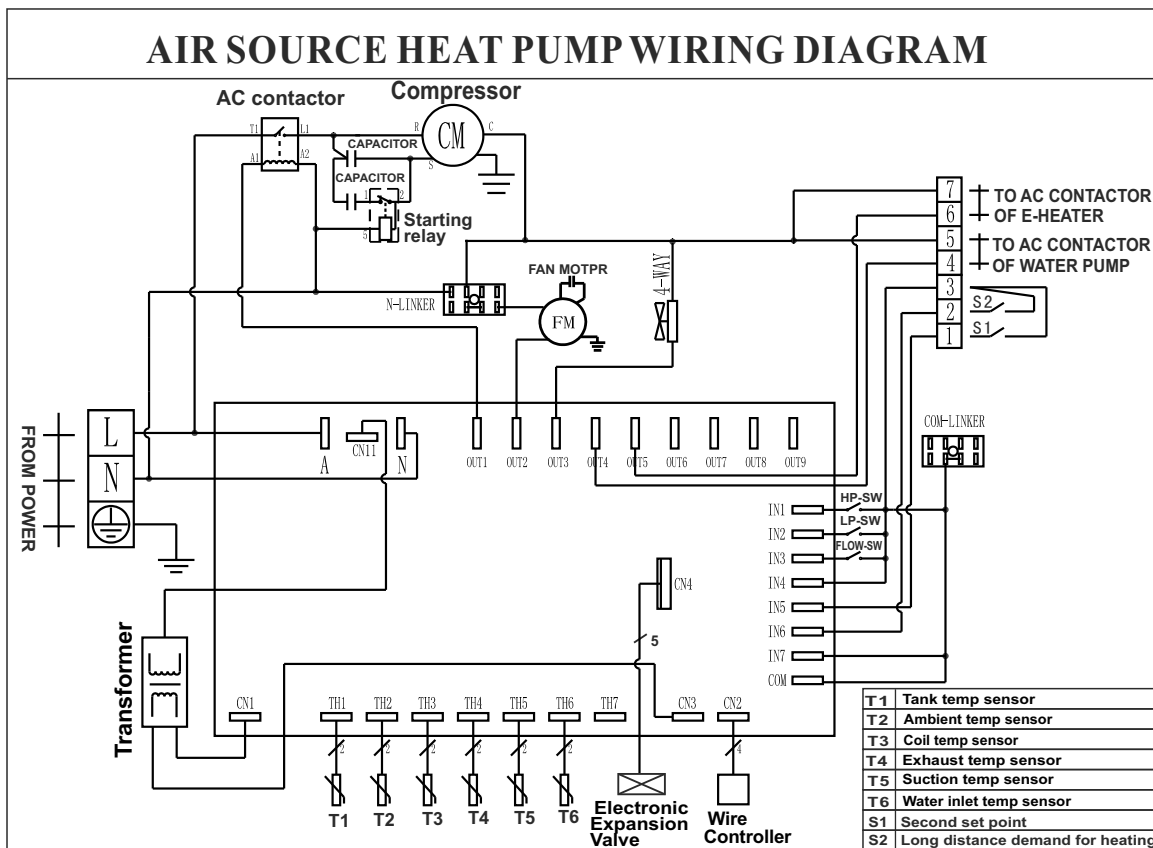 AIR SOURCE HEAT PUMP WIRING DIAGRAM
AC contactor
Compressor
T1
L1
A1
A2
R
CM
C
S
CAPACITOR
CAPACITOR
1
2
5
Starting
relay
7
6
5
4
3
2
1
TO AC CONTACTOR
OF E-HEATER
TO AC CONTACTOR
OF WATER PUMP
S2
S1
N-LINKER
FAN MOTPR
FM
4-WAY
COM-LINKER
FROM POWER
L
N
A
CN11
N
OUT1
OUT2
OUT3
OUT4
OUT5
OUT6
OUT7
OUT8
OUT9
IN1
HP-SW
IN2
LP-SW
IN3
FLOW-SW
IN4
IN5
IN6
IN7
COM
CN4
5
Transformer
CN1
TH1
TH2
TH3
TH4
TH5
TH6
TH7
CN3
CN2
2
2
2
2
2
2
4
T1
T2
T3
T4
T5
T6
Electronic
Expansion
Valve
Wire
Controller
T1 Tank temp sensor
T2 Ambient temp sensor
T3 Coil temp sensor
T4 Exhaust temp sensor
T5 Suction temp sensor
T6 Water inlet temp sensor
S1 Second set point
S2 Long distance demand for heating